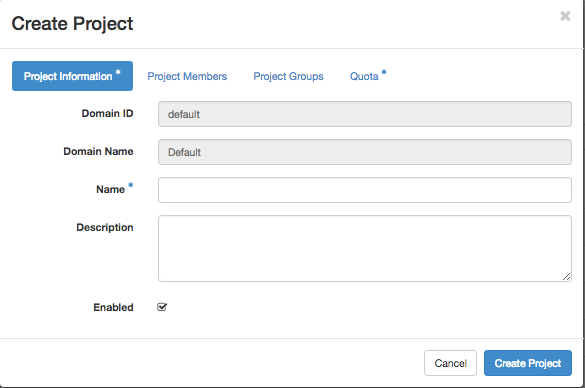 Create Project
Project Information *
Project Members
Project Groups
Quota *
Domain ID
default
Domain Name
Default
Name *
Description
Enabled
Cancel
Create Project